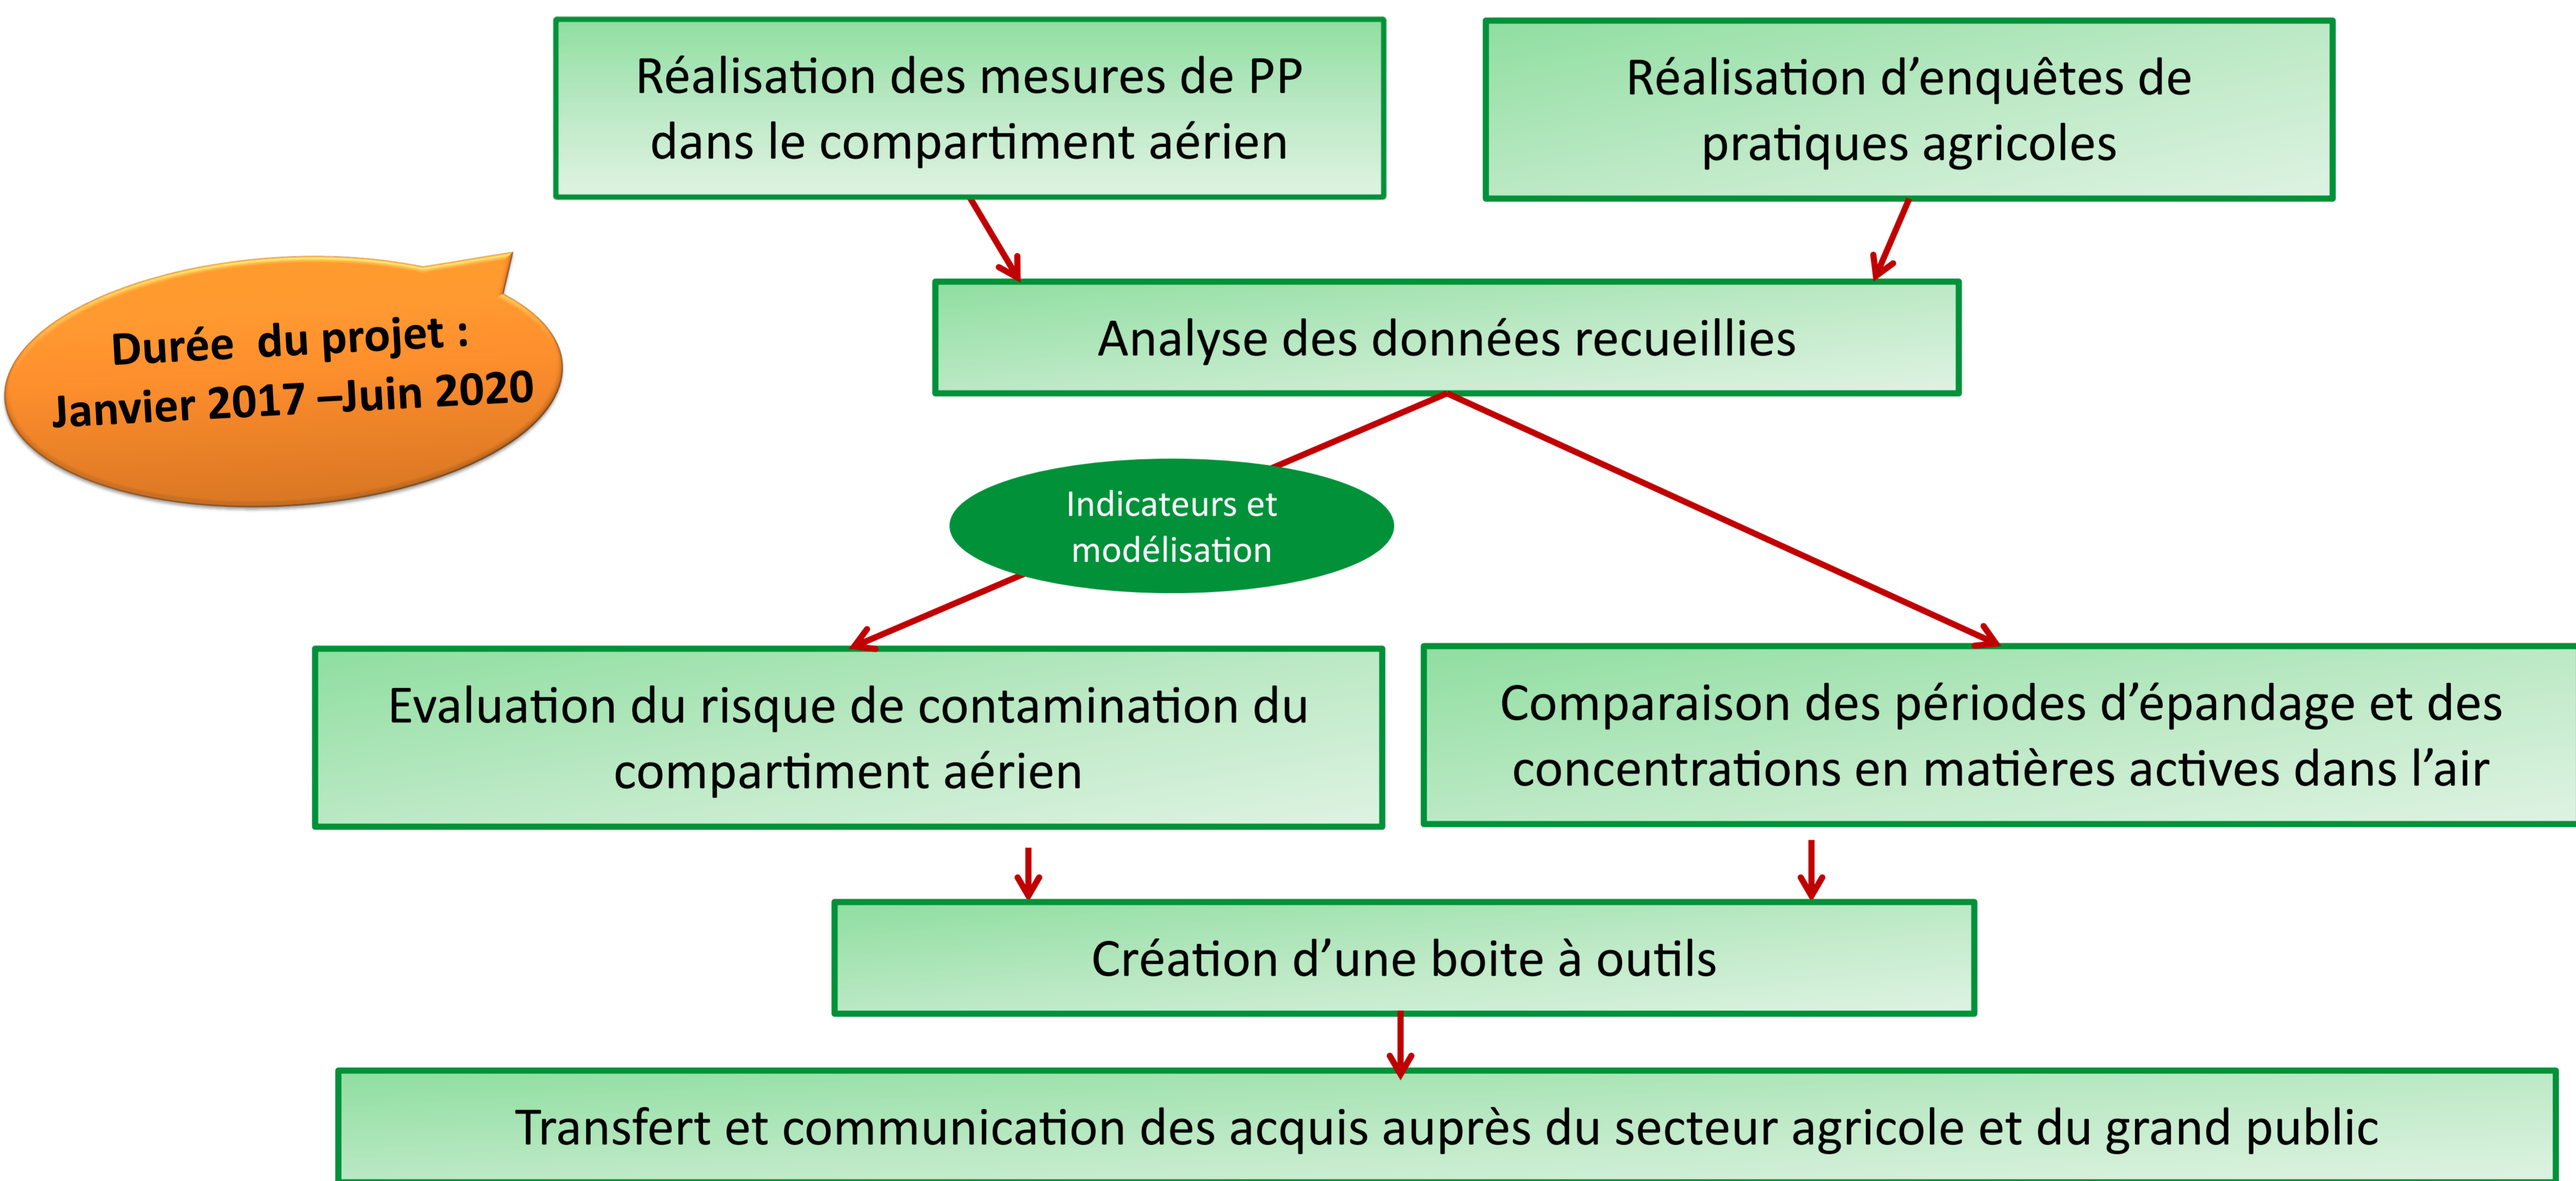 Réalisation des mesures de PP
dans le compartiment aérien
Réalisation d’enquêtes de
pratiques agricoles
Durée  du projet :
Janvier 2017 –Juin 2020
Analyse des données recueillies
Indicateurs et
modélisation
Evaluation du risque de contamination du
compartiment aérien
Comparaison des périodes d’épandage et des
concentrations en matières actives dans l’air
Création d’une boite à outils
Transfert et communication des acquis auprès du secteur agricole et du grand public